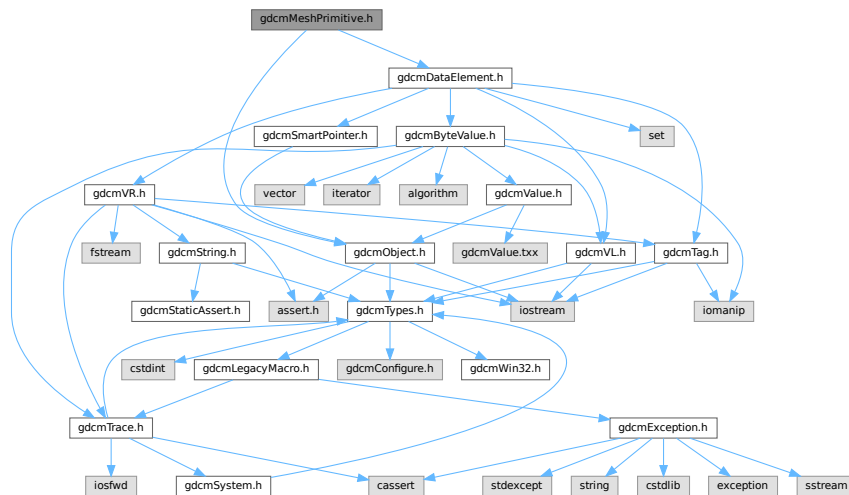 gdcmMeshPrimitive.h
gdcmDataElement.h
gdcmSmartPointer.h
gdcmByteValue.h
set
gdcmVR.h
vector
iterator
algorithm
gdcmValue.h
fstream
gdcmString.h
gdcmObject.h
gdcmValue.txx
gdcmVL.h
gdcmTag.h
gdcmStaticAssert.h
assert.h
gdcmTypes.h
iostream
iomanip
cstdint
gdcmLegacyMacro.h
gdcmConfigure.h
gdcmWin32.h
gdcmTrace.h
gdcmException.h
iosfwd
gdcmSystem.h
cassert
stdexcept
string
cstdlib
exception
sstream